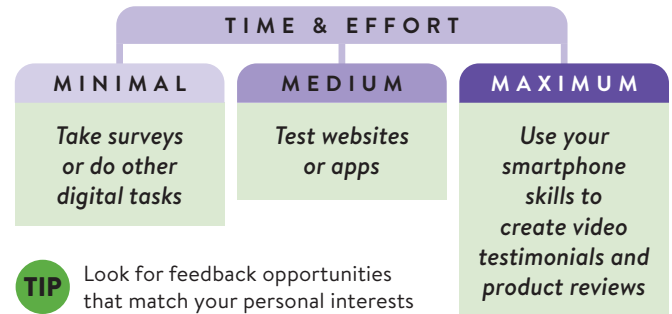 TIME & EFFORT
MINIMAL
Take surveys
or do other
digital tasks
MEDIUM
Test websites
or apps
MAXIMUM
Use your
smartphone
skills to
create video
testimonials and
product reviews
TIP
Look for feedback opportunities
that match your personal interests